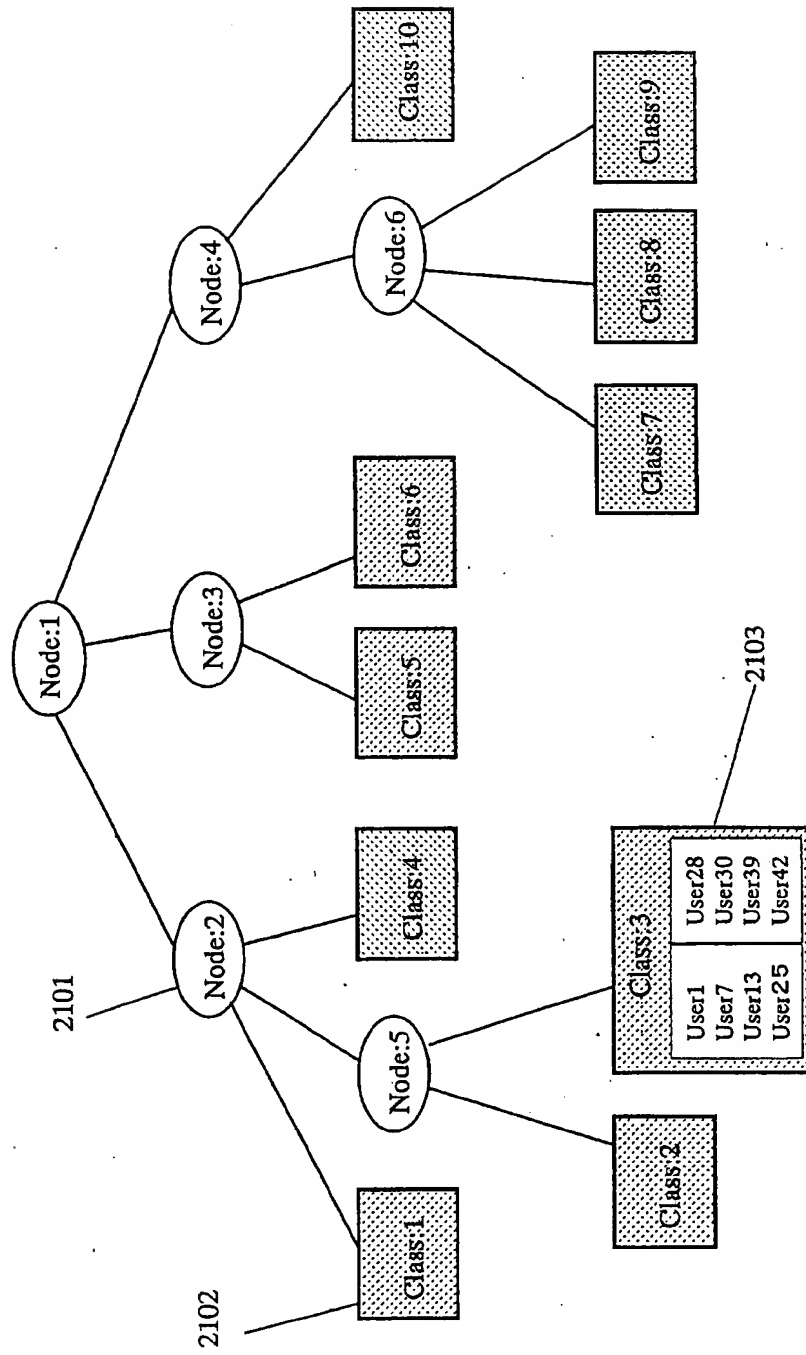 Node:1
2101
Node:2
Node:3
Node:4
2102
Class:1
Node:5
Class:4
Class:5
Class:6
Node:6
Class:10
Class:2
Class:3
User1 User28
User7 User30
User13 User39
User25 User42
2103
Class:7
Class:8
Class:9